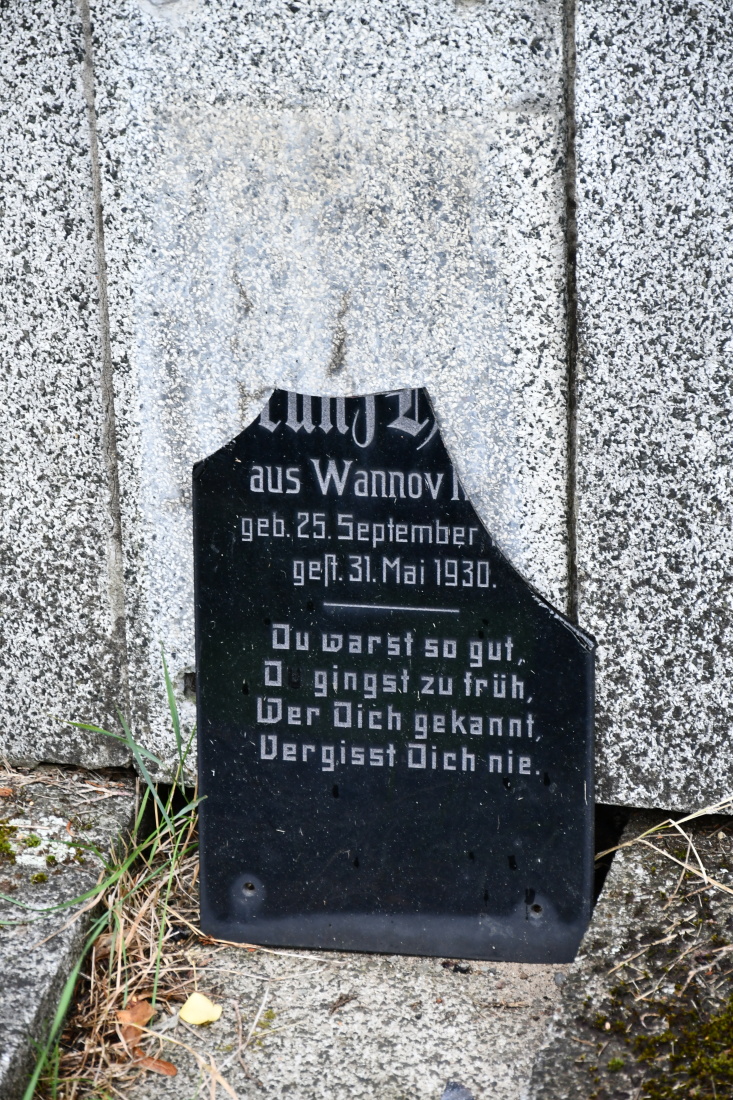 aus Wannov
geb. 25. September
gest. 31. Mai 1930.
Du warst so gut,
Du gingst zu früh,
Wer Dich gekannt,
Vergisst Dich nie.